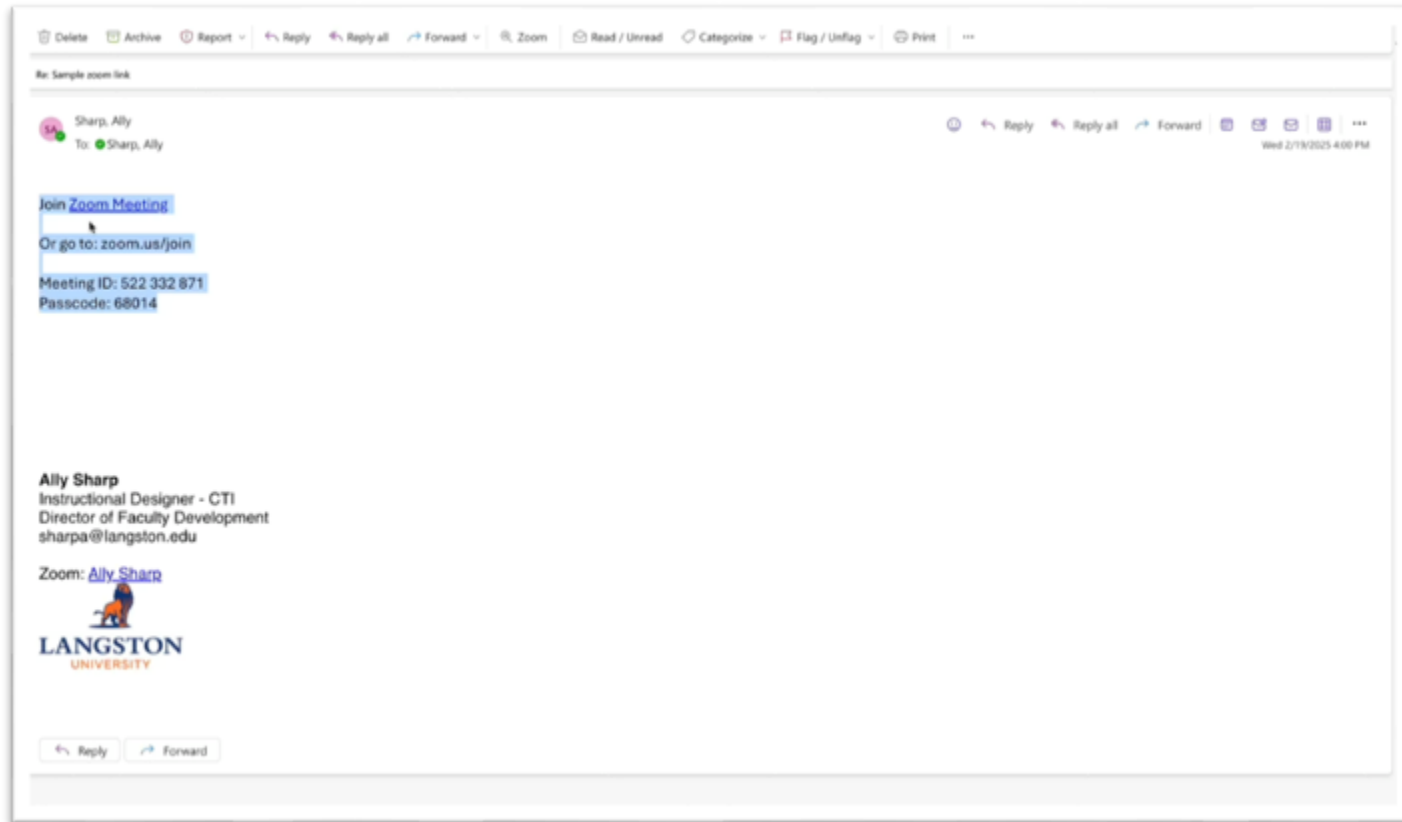 Delete Archive Report Reply Reply all Forward Zoom Read / Unread Categorize Flag / Unflag Print ...
Re: Sample zoom link
SA
Sharp, Ally
To: Sharp, Ally
Reply Reply all Forward ...
Wed 2/19/2025 4:00 PM
Join Zoom Meeting
Or go to: zoom.us/join
Meeting ID: 522 332 871
Passcode: 68014
Ally Sharp
Instructional Designer - CTI
Director of Faculty Development
sharpa@langston.edu
Zoom: Ally Sharp
LANGSTON
UNIVERSITY
Reply Forward